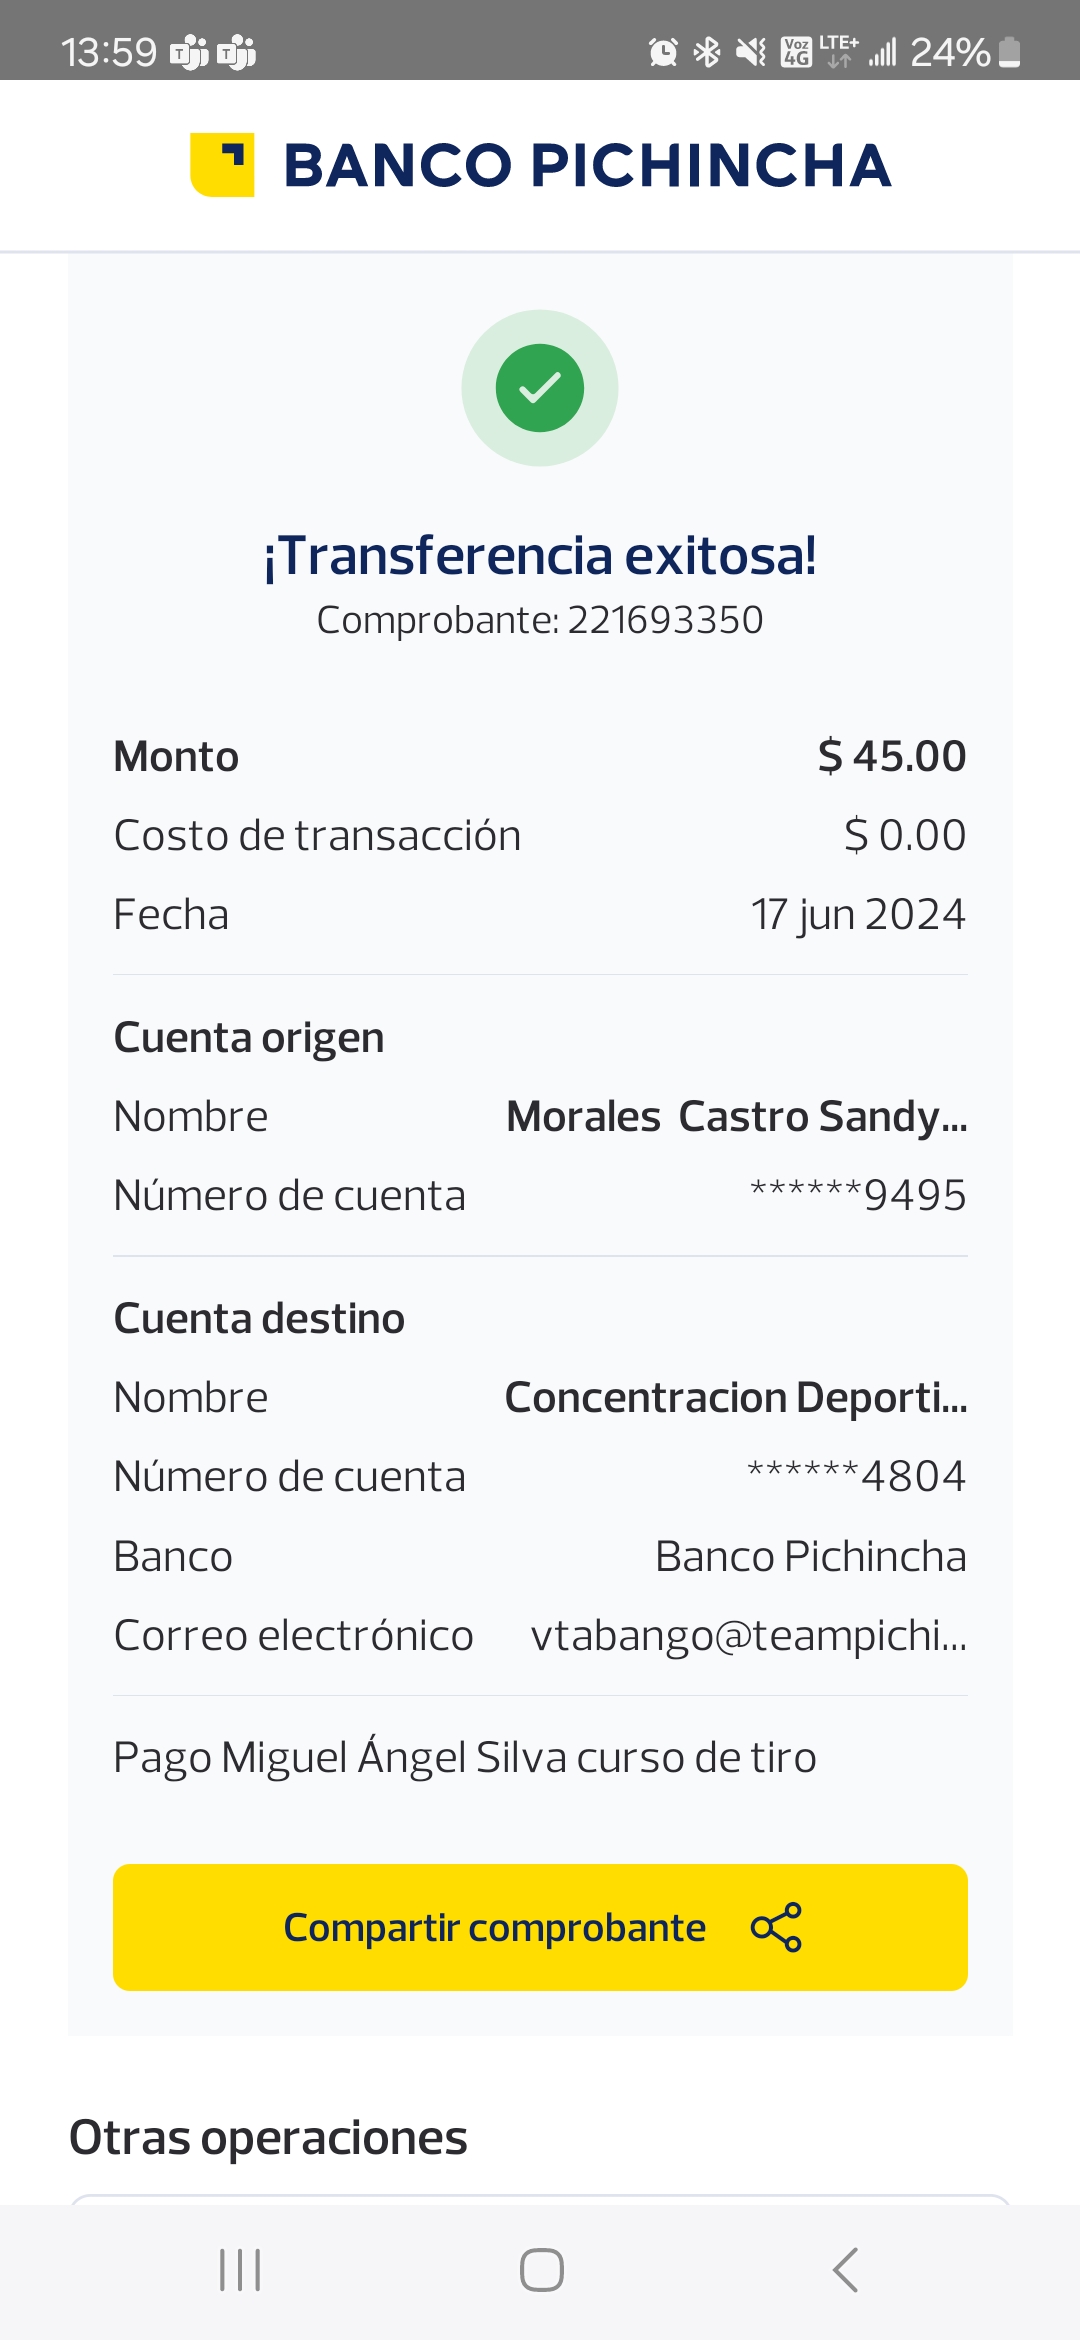 13:59 Voz 4G LTE+ 24%
BANCO PICHINCHA
¡Transferencia exitosa!
Comprobante: 221693350
Monto $ 45.00
Costo de transacción $ 0.00
Fecha 17 jun 2024
Cuenta origen
Nombre Morales  Castro Sandy...
Número de cuenta ******9495
Cuenta destino
Nombre Concentracion Deporti...
Número de cuenta ******4804
Banco Banco Pichincha
Correo electrónico vtabango@teampichi...
Pago Miguel Ángel Silva curso de tiro
Compartir comprobante
Otras operaciones